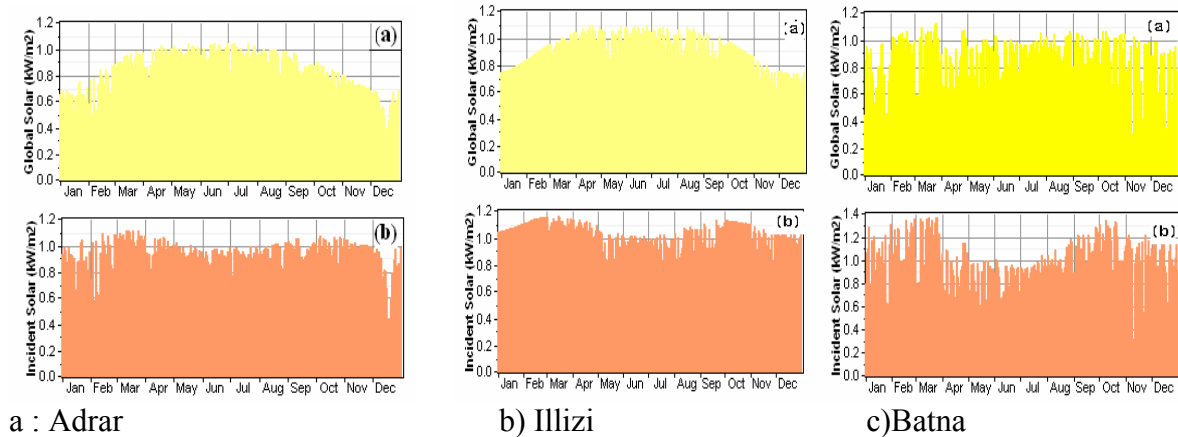 Global Solar (kW/m2)
1.2
1.0
0.8
0.6
0.4
0.2
0.0
(a)
Jan Feb Mar Apr May Jun Jul Aug Sep Oct Nov Dec
Global Solar (kW/m2)
1.2
1.0
0.8
0.6
0.4
0.2
0.0
(a)
Jan Feb Mar Apr May Jun Jul Aug Sep Oct Nov Dec
Global Solar (kW/m2)
1.2
1.0
0.8
0.6
0.4
0.2
0.0
(a)
Jan Feb Mar Apr May Jun Jul Aug Sep Oct Nov Dec
Incident Solar (kW/m2)
1.2
1.0
0.8
0.6
0.4
0.2
0.0
(b)
Jan Feb Mar Apr May Jun Jul Aug Sep Oct Nov Dec
Incident Solar (kW/m2)
1.2
1.0
0.8
0.6
0.4
0.2
0.0
(b)
Jan Feb Mar Apr May Jun Jul Aug Sep Oct Nov Dec
Incident Solar (kW/m2)
1.4
1.2
1.0
0.8
0.6
0.4
0.2
0.0
(b)
Jan Feb Mar Apr May Jun Jul Aug Sep Oct Nov Dec
a : Adrar b) Illizi c)Batna